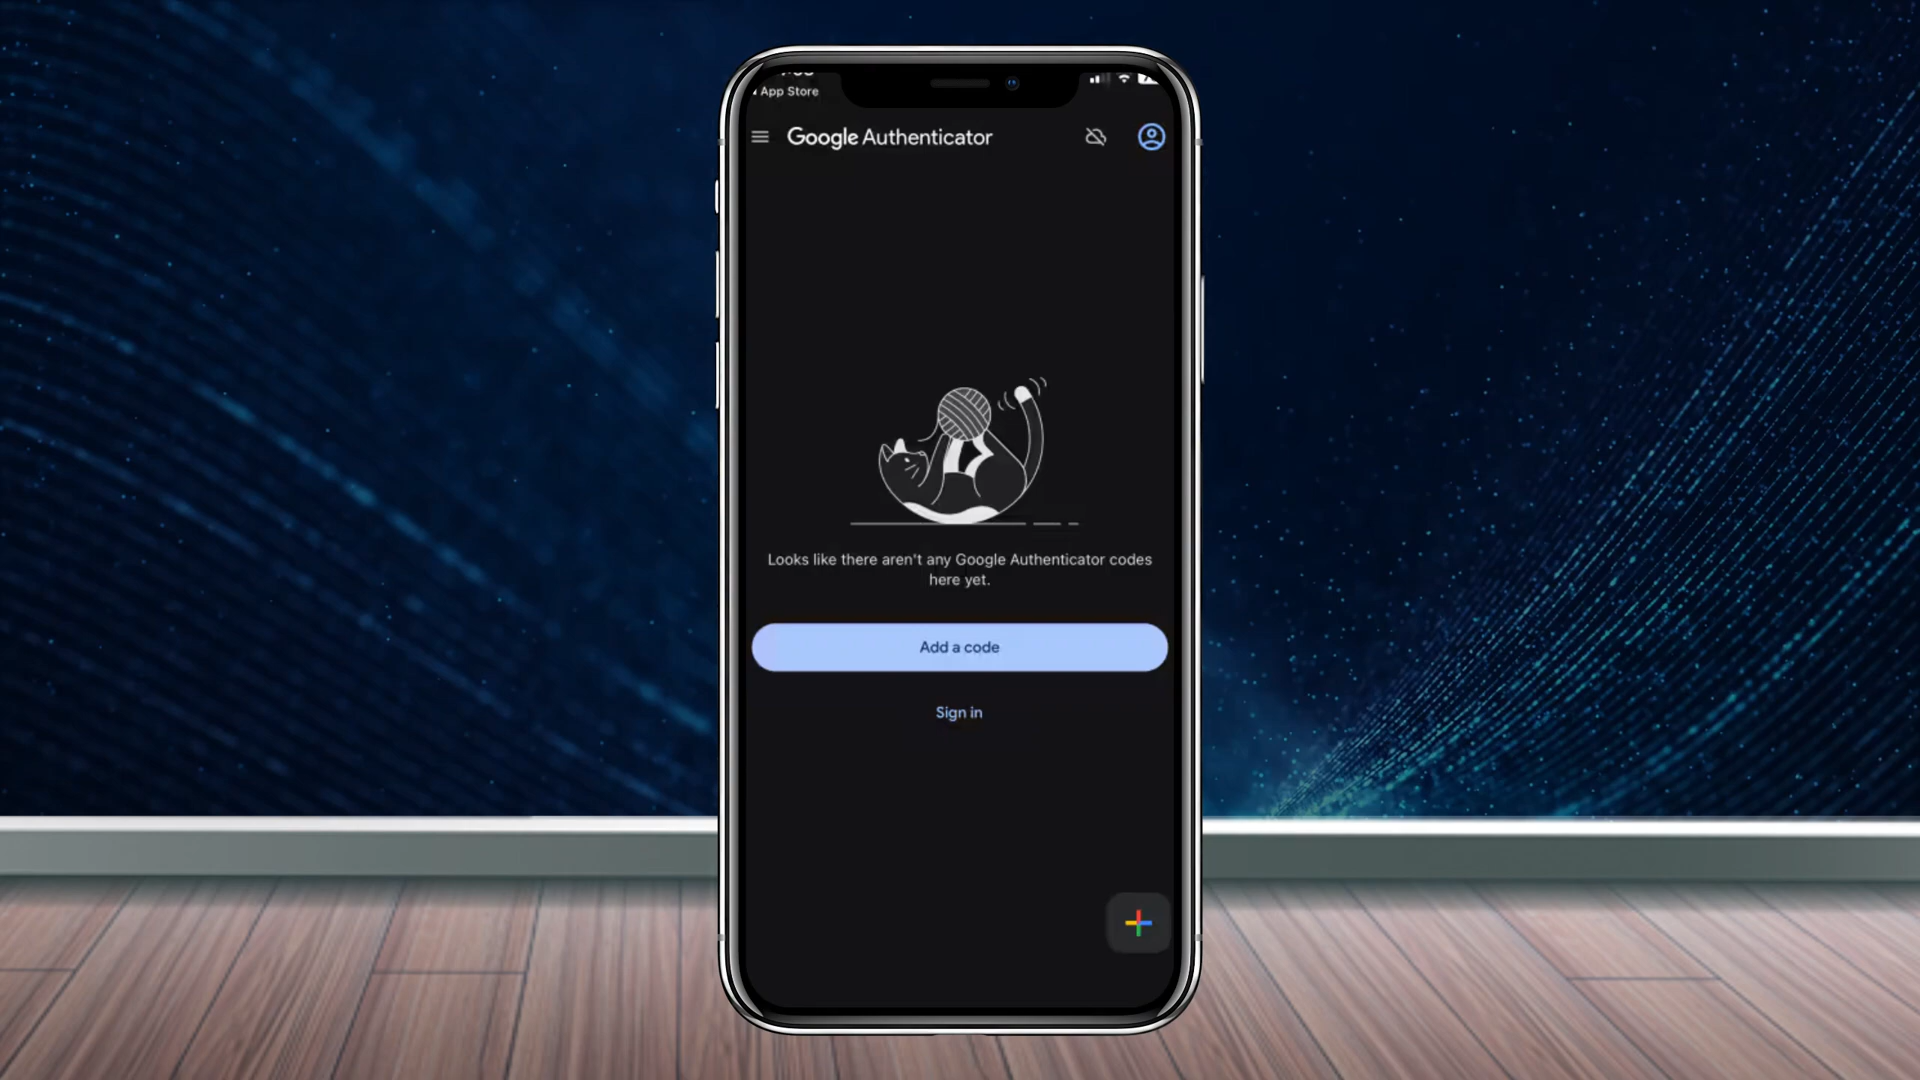 App Store
Google Authenticator
Looks like there aren't any Google Authenticator codes
here yet.
Add a code
Sign in